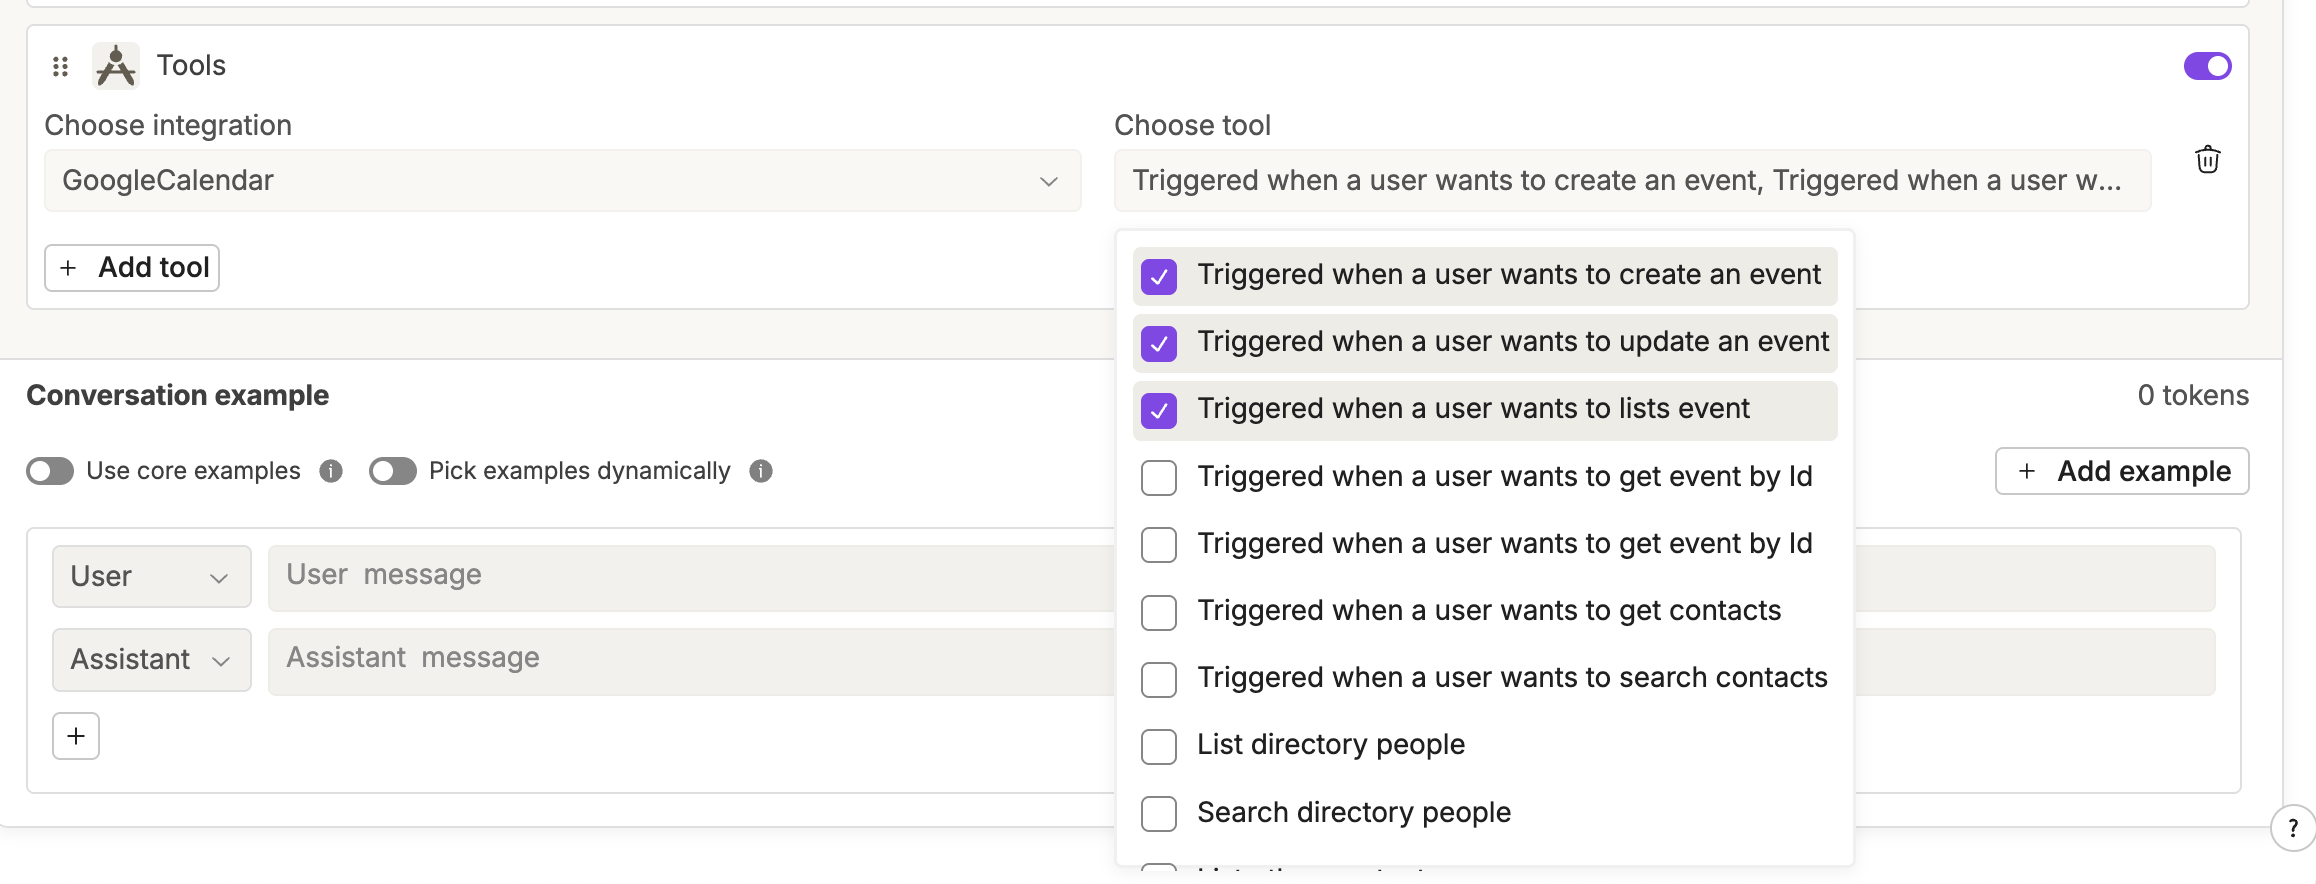 Tools
Choose integration
Choose tool
GoogleCalendar
Triggered when a user wants to create an event, Triggered when a user w...
+ Add tool
Triggered when a user wants to create an event
Triggered when a user wants to update an event
Triggered when a user wants to lists event
Triggered when a user wants to get event by Id
Triggered when a user wants to get event by Id
Triggered when a user wants to get contacts
Triggered when a user wants to search contacts
List directory people
Search directory people
Conversation example
0 tokens
Use core examples
Pick examples dynamically
+ Add example
User
User message
Assistant
Assistant message
+
?